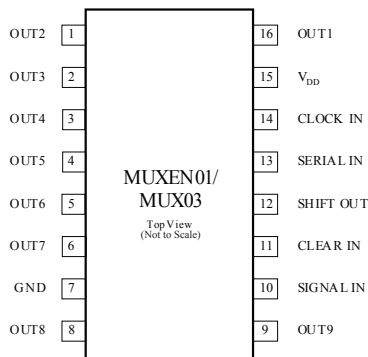 OUT2 1 16 OUT1
OUT3 2 15 VDD
OUT4 3 14 CLOCK IN
OUT5 4 13 SERIAL IN
OUT6 5 12 SHIFT OUT
OUT7 6 11 CLEAR IN
GND 7 10 SIGNAL IN
OUT8 8 9 OUT9
MUXEN01/
MUX03
Top View
(Not to Scale)